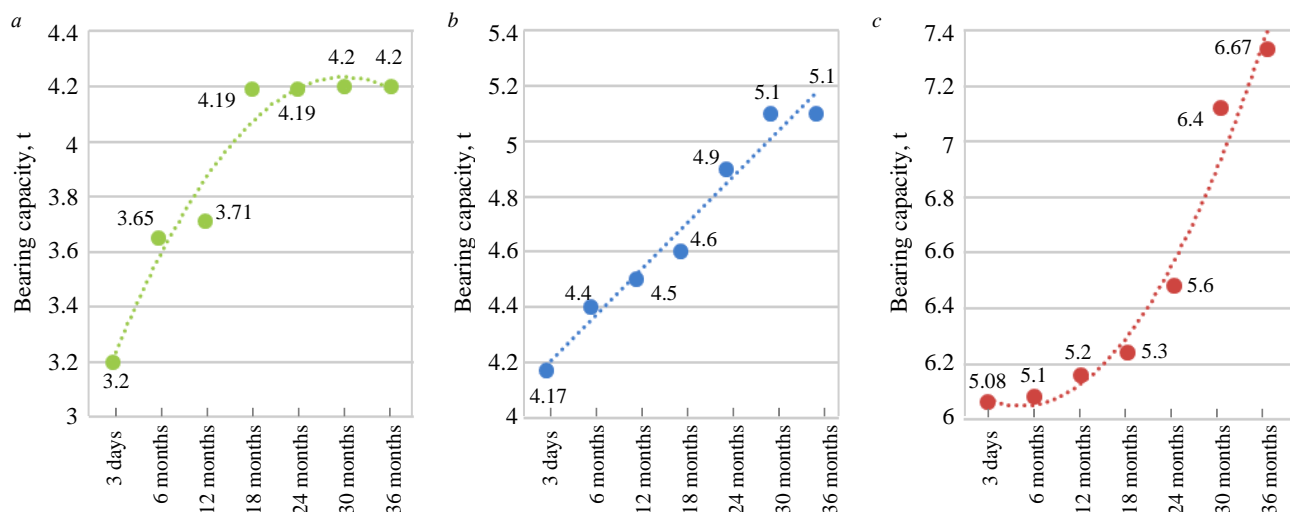 a
Bearing capacity, t
4.4
4.2
4
3.8
3.6
3.4
3.2
3
3.2
3.65
3.71
4.19
4.19
4.2
4.2
3 days
6 months
12 months
18 months
24 months
30 months
36 months
b
Bearing capacity, t
5.4
5.2
5
4.8
4.6
4.4
4.2
4
4.17
4.4
4.5
4.6
4.9
5.1
5.1
3 days
6 months
12 months
18 months
24 months
30 months
36 months
c
Bearing capacity, t
7.4
7.2
7
6.8
6.6
6.4
6.2
6
5.08
5.1
5.2
5.3
5.6
6.4
6.67
3 days
6 months
12 months
18 months
24 months
30 months
36 months